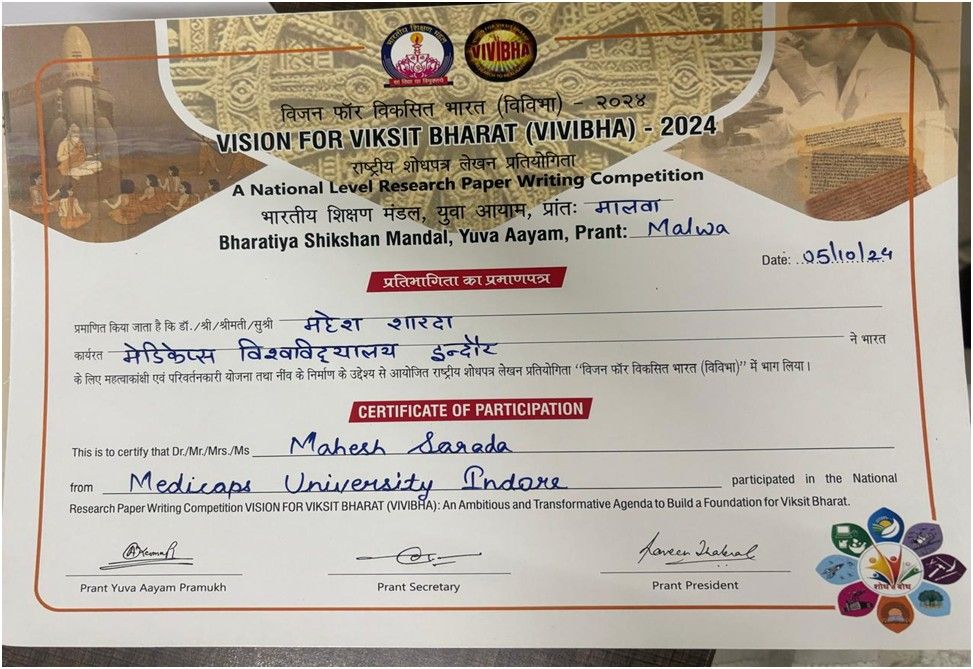 भारतीय शिक्षण मंडल
सा विद्या या विमुक्तये
VIVIBHA
विजन फॉर विकसित भारत (विविभा) - २०२४
VISION FOR VIKSIT BHARAT (VIVIBHA) - 2024
राष्ट्रीय शोधपत्र लेखन प्रतियोगिता
A National Level Research Paper Writing Competition
भारतीय शिक्षण मंडल, युवा आयाम, प्रांतः मालवा
Bharatiya Shikshan Mandal, Yuva Aayam, Prant: Malwa
Date: 05/10/24
प्रतिभागिता का प्रमाणपत्र
प्रमाणित किया जाता है कि डॉ./श्री/श्रीमती/सुश्री महेश शारदा
कार्यरत मेडिकेप्स विश्वविद्यालय इन्दौर ने भारत
के लिए महत्वाकांक्षी एवं परिवर्तनकारी योजना तथा नींव के निर्माण के उद्देश्य से आयोजित राष्ट्रीय शोधपत्र लेखन प्रतियोगिता "विजन फॉर विकसित भारत (विविभा)" में भाग लिया।
CERTIFICATE OF PARTICIPATION
This is to certify that Dr./Mr./Mrs./Ms Mahesh Sarada
from Medicaps University Indore participated in the National
Research Paper Writing Competition VISION FOR VIKSIT BHARAT (VIVIBHA): An Ambitious and Transformative Agenda to Build a Foundation for Viksit Bharat.
Prant Yuva Aayam Pramukh
Prant Secretary
Prant President
शोध से बोध